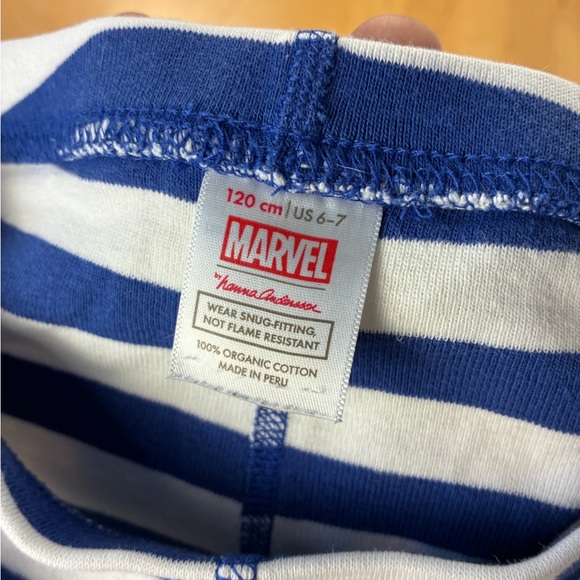 120 cm | US 6–7
MARVEL
by hanna andersson
WEAR SNUG-FITTING,
NOT FLAME RESISTANT
100% ORGANIC COTTON
MADE IN PERU